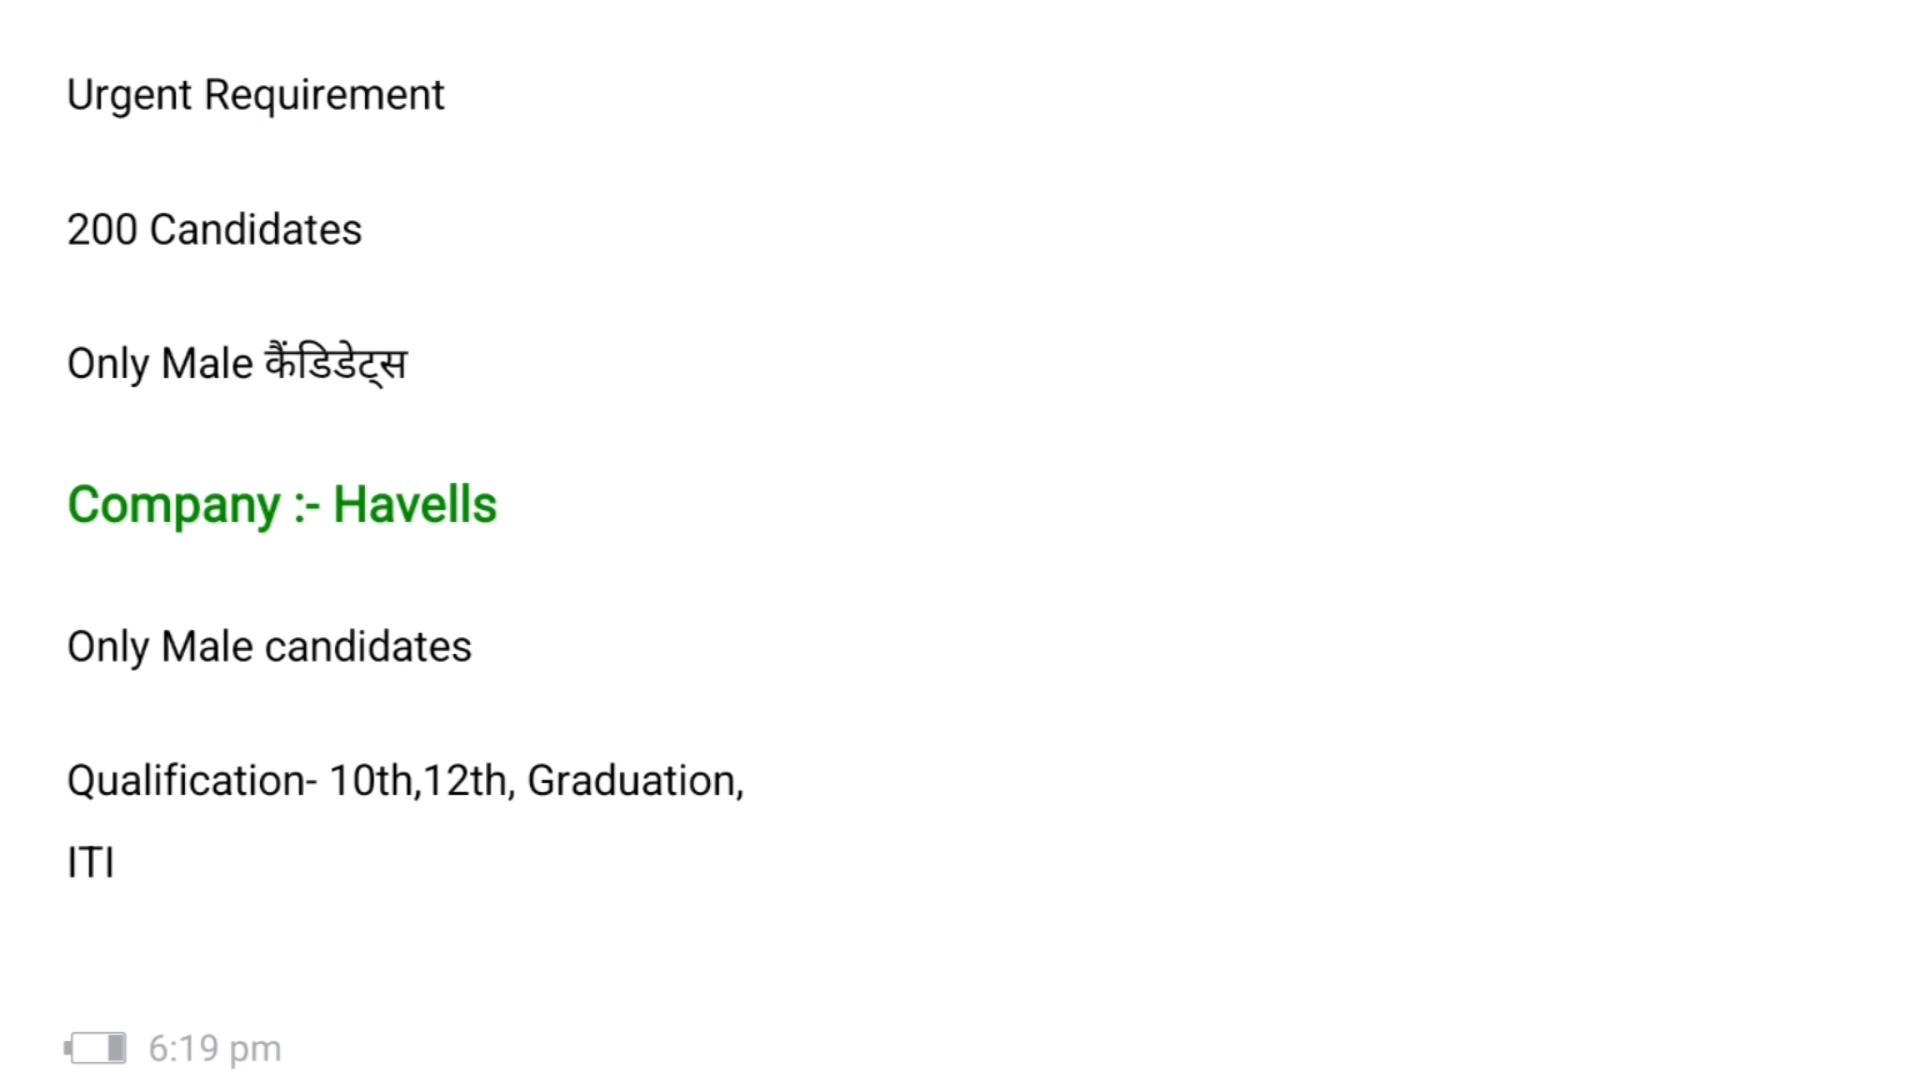 Urgent Requirement
200 Candidates
Only Male कैंडिडेट्स
Company :- Havells
Only Male candidates
Qualification- 10th,12th, Graduation,
ITI
6:19 pm